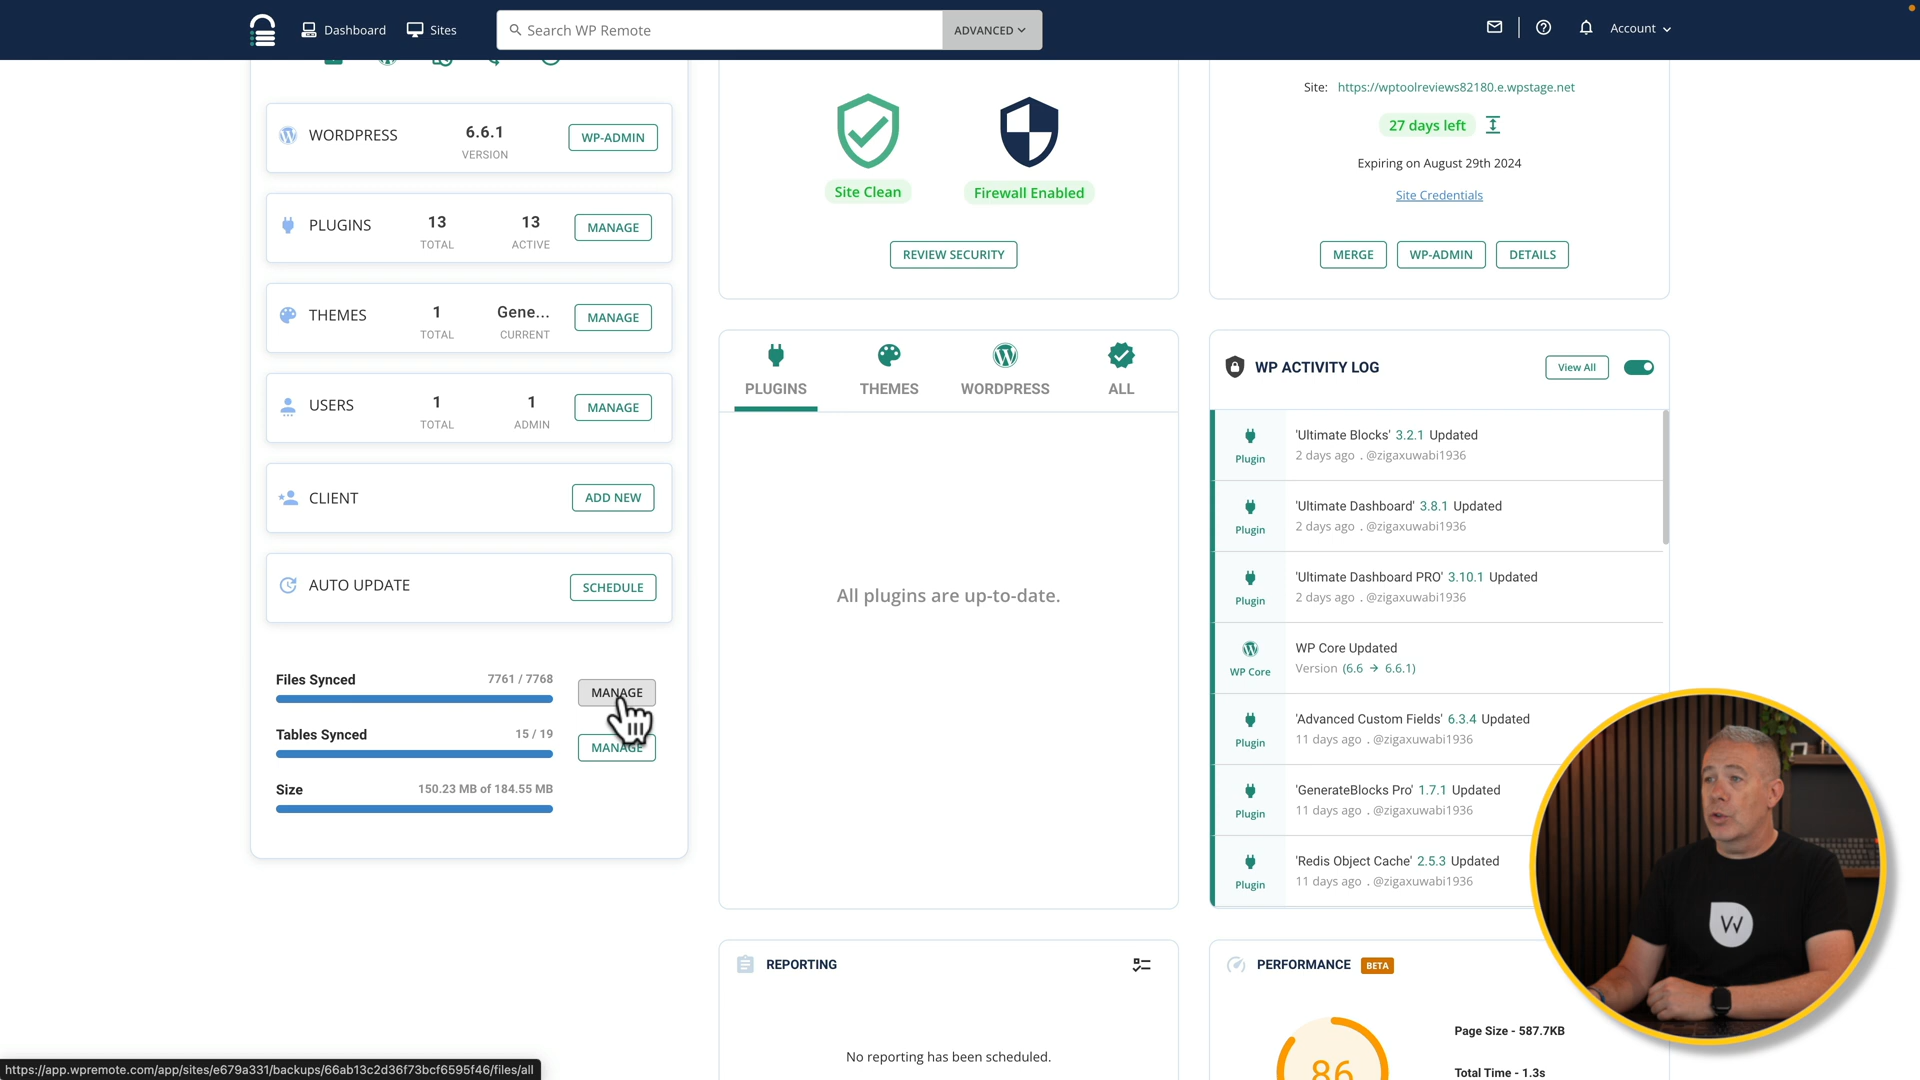 Dashboard
Sites
Search WP Remote
ADVANCED
Account
WORDPRESS
6.6.1
VERSION
WP-ADMIN
PLUGINS
13
TOTAL
13
ACTIVE
MANAGE
THEMES
1
TOTAL
Gene...
CURRENT
MANAGE
USERS
1
TOTAL
1
ADMIN
MANAGE
CLIENT
ADD NEW
AUTO UPDATE
SCHEDULE
Files Synced
7761 / 7768
MANAGE
Tables Synced
15 / 19
MANAGE
Size
150.23 MB of 184.55 MB
Site Clean
Firewall Enabled
REVIEW SECURITY
Site: https://wptoolreviews82180.e.wpstage.net
27 days left
Expiring on August 29th 2024
Site Credentials
MERGE
WP-ADMIN
DETAILS
PLUGINS
THEMES
WORDPRESS
ALL
All plugins are up-to-date.
WP ACTIVITY LOG
View All
Plugin
'Ultimate Blocks' 3.2.1 Updated
2 days ago . @zigaxuwabi1936
Plugin
'Ultimate Dashboard' 3.8.1 Updated
2 days ago . @zigaxuwabi1936
Plugin
'Ultimate Dashboard PRO' 3.10.1 Updated
2 days ago . @zigaxuwabi1936
WP Core
WP Core Updated
Version (6.6 → 6.6.1)
Plugin
'Advanced Custom Fields' 6.3.4 Updated
11 days ago . @zigaxuwabi1936
Plugin
'GenerateBlocks Pro' 1.7.1 Updated
11 days ago . @zigaxuwabi1936
Plugin
'Redis Object Cache' 2.5.3 Updated
11 days ago . @zigaxuwabi1936
REPORTING
No reporting has been scheduled.
PERFORMANCE BETA
86
Page Size - 587.7KB
Total Time - 1.3s
W
https://app.wpremote.com/app/sites/e679a331/backups/66ab13c2d36f73bcf6595f46/files/all